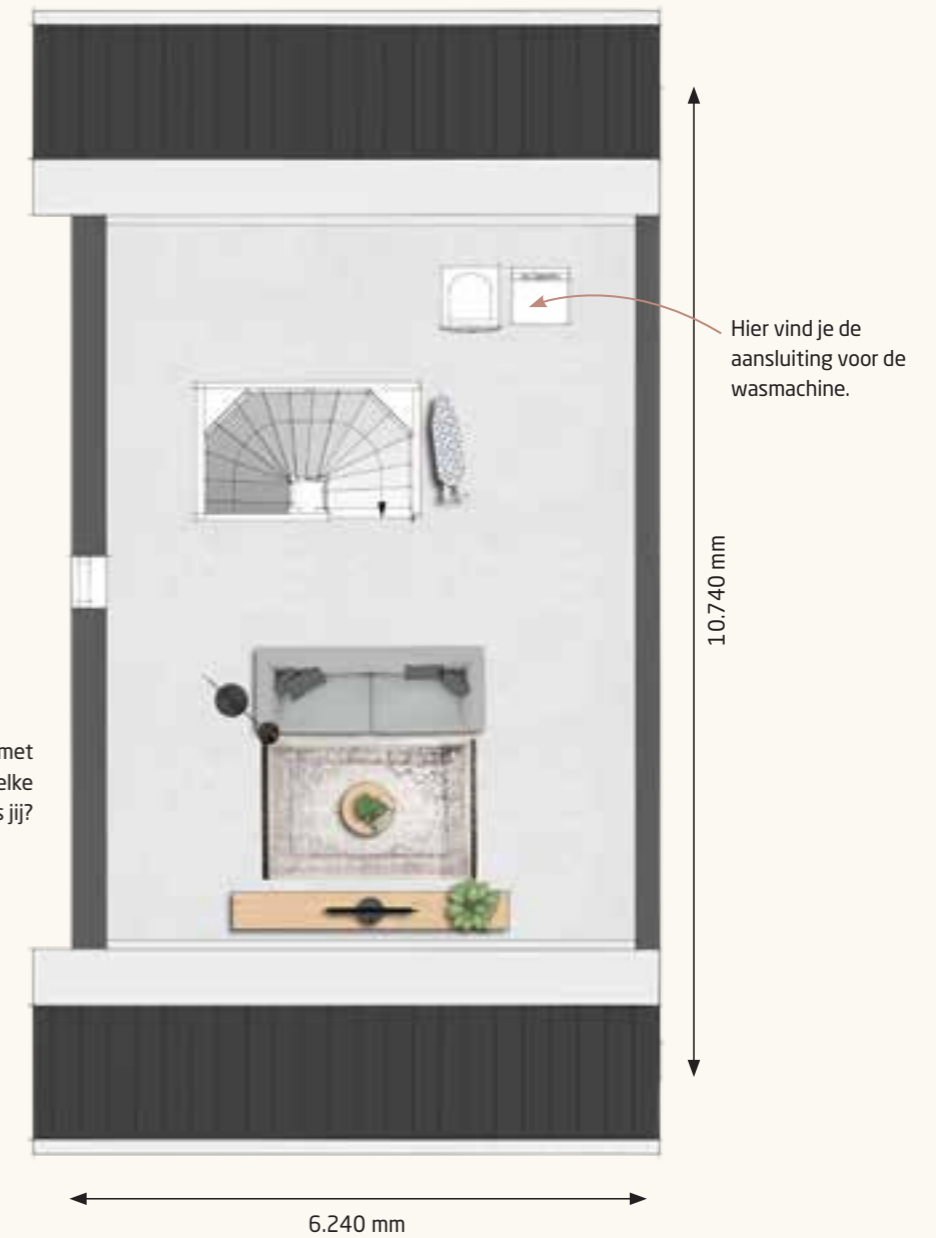 Hier vind je de
aansluiting voor de
wasmachine.
10.740 mm
met
elke
s jij?
6.240 mm